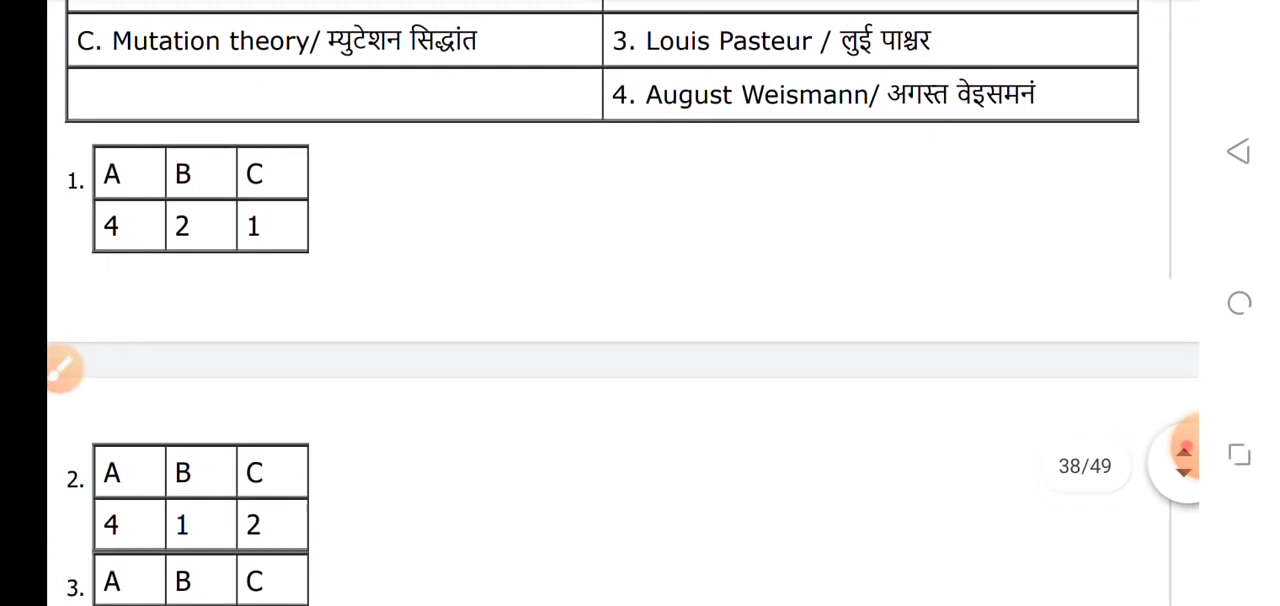 C. Mutation theory/ म्युटेशन सिद्धांत
3. Louis Pasteur / लुई पाश्चर
4. August Weismann/ अगस्त वेइसमनं
1.
A B C
4 2 1
2.
A B C
4 1 2
38/49
3.
A B C